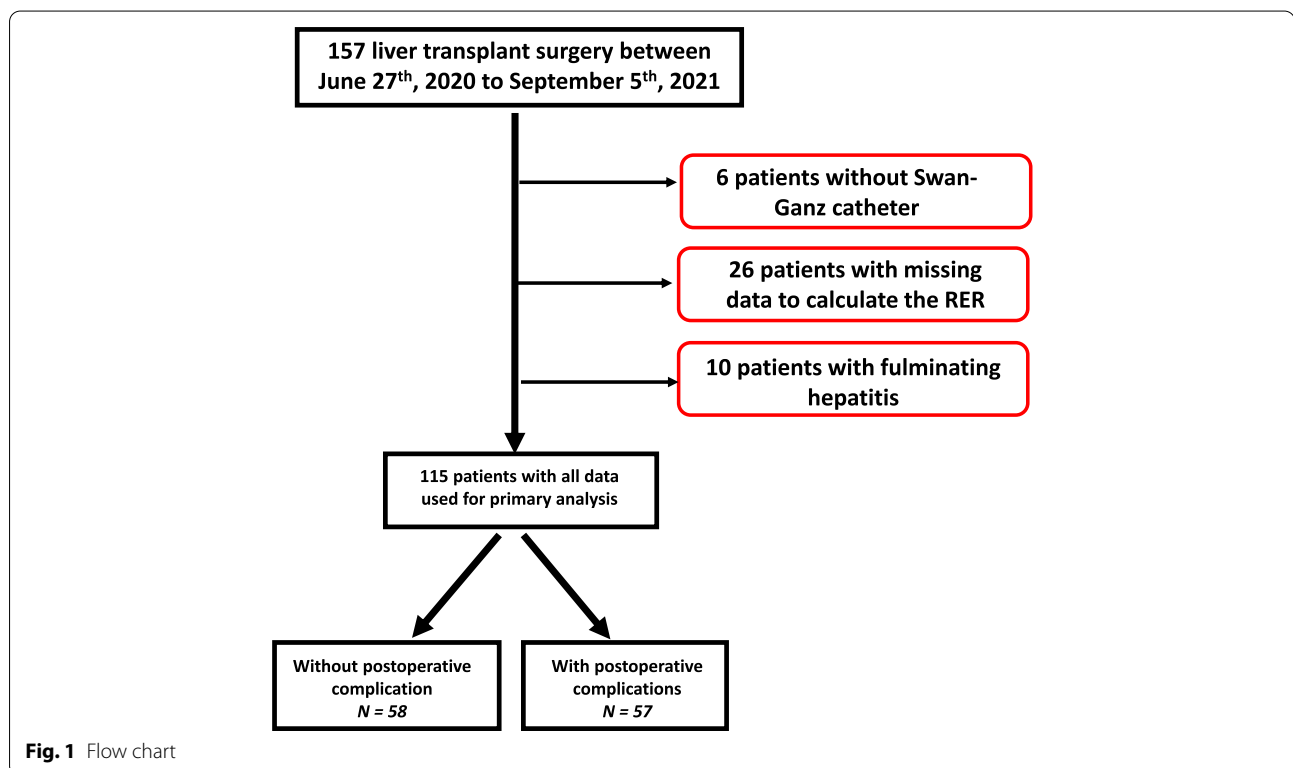 157 liver transplant surgery between
June 27th, 2020 to September 5th, 2021
6 patients without Swan-
Ganz catheter
26 patients with missing
data to calculate the RER
10 patients with fulminating
hepatitis
115 patients with all data
used for primary analysis
Without postoperative
complication
N = 58
With postoperative
complications
N = 57
Fig. 1 Flow chart